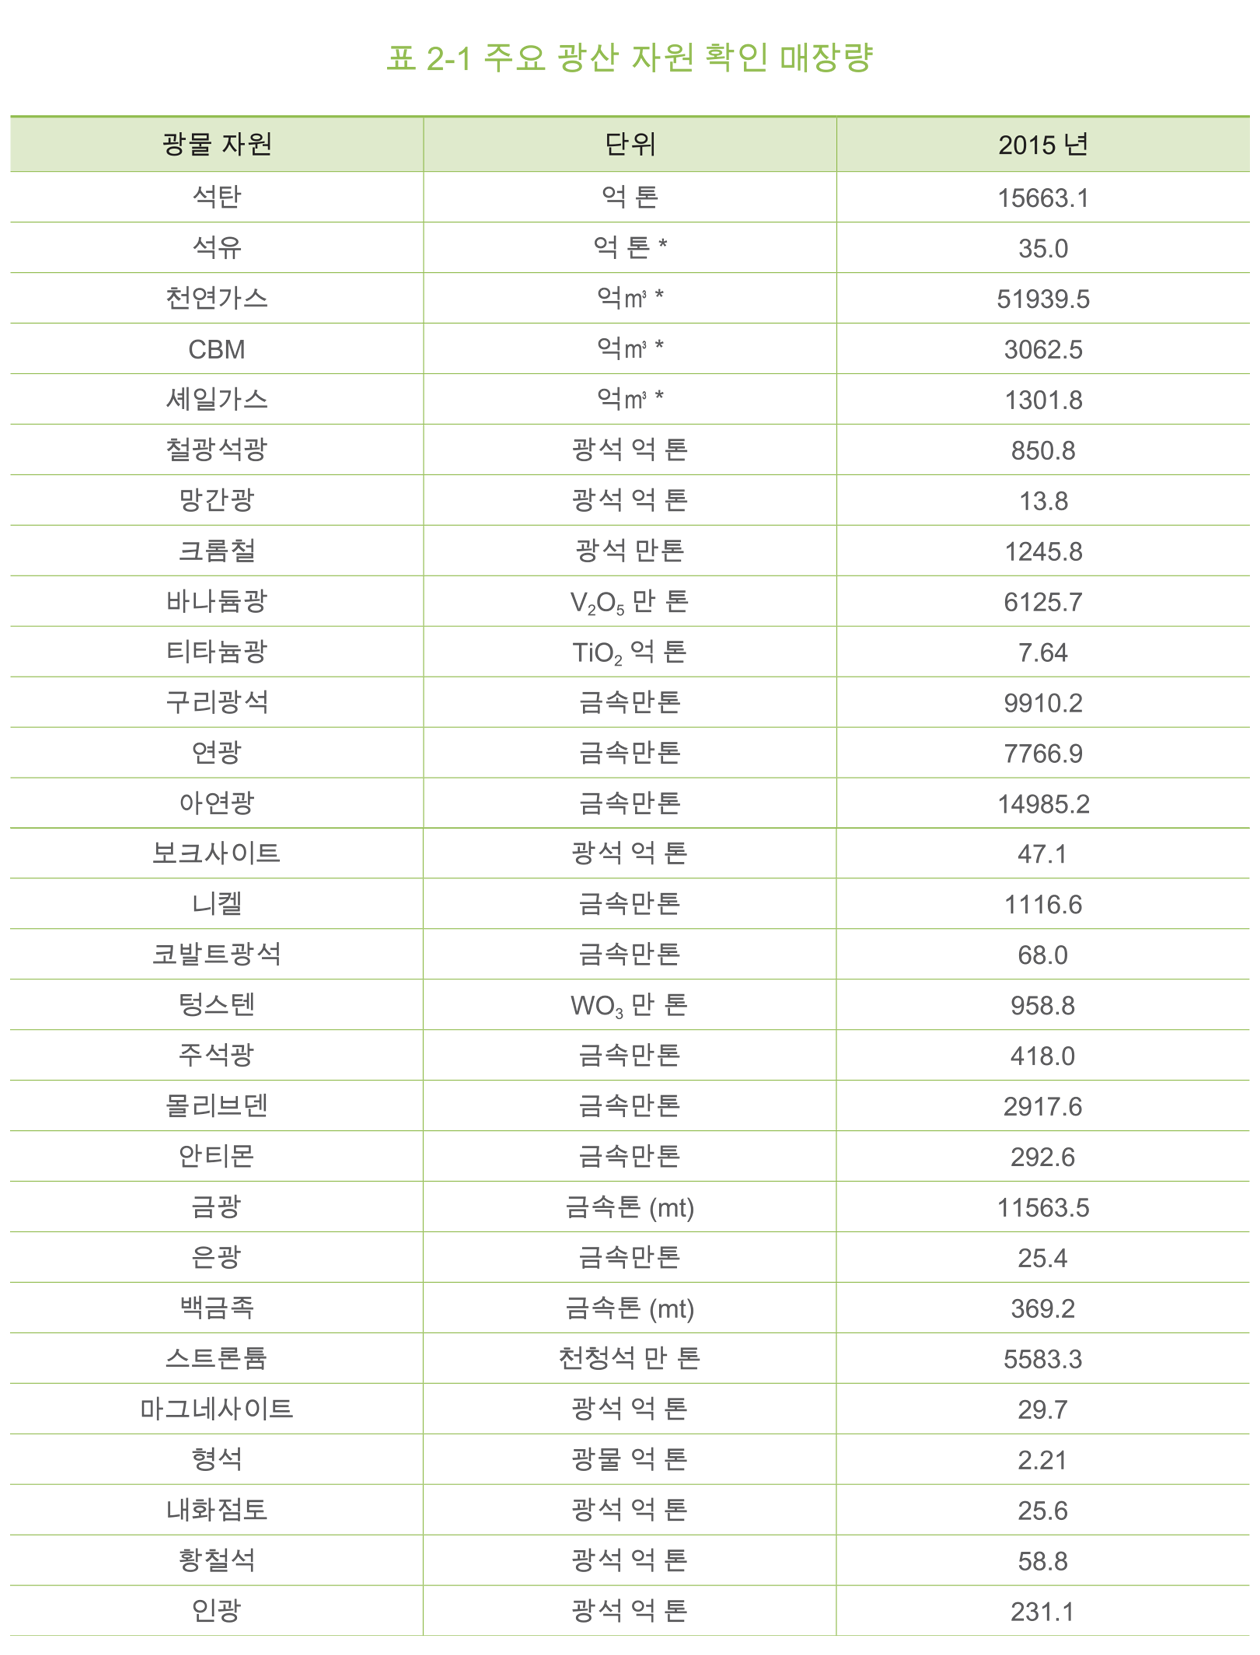 표 2-1 주요 광산 자원 확인 매장량
광물 자원 단위 2015 년
석탄 억 톤 15663.1
석유 억 톤 * 35.0
천연가스 억㎥ * 51939.5
CBM 억㎥ * 3062.5
셰일가스 억㎥ * 1301.8
철광석광 광석 억 톤 850.8
망간광 광석 억 톤 13.8
크롬철 광석 만톤 1245.8
바나듐광 V₂O₅ 만 톤 6125.7
티타늄광 TiO₂ 억 톤 7.64
구리광석 금속만톤 9910.2
연광 금속만톤 7766.9
아연광 금속만톤 14985.2
보크사이트 광석 억 톤 47.1
니켈 금속만톤 1116.6
코발트광석 금속만톤 68.0
텅스텐 WO₃ 만 톤 958.8
주석광 금속만톤 418.0
몰리브덴 금속만톤 2917.6
안티몬 금속만톤 292.6
금광 금속톤 (mt) 11563.5
은광 금속만톤 25.4
백금족 금속톤 (mt) 369.2
스트론튬 천청석 만 톤 5583.3
마그네사이트 광석 억 톤 29.7
형석 광물 억 톤 2.21
내화점토 광석 억 톤 25.6
황철석 광석 억 톤 58.8
인광 광석 억 톤 231.1